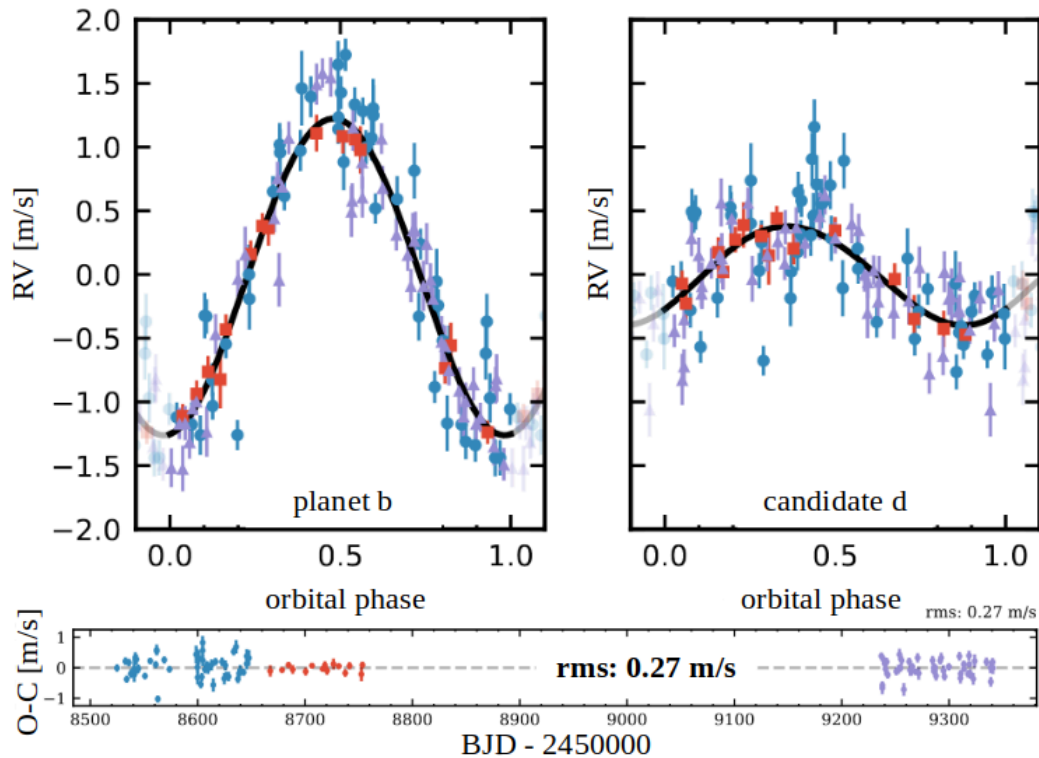 2.0
1.5
1.0
0.5
0.0
−0.5
−1.0
−1.5
−2.0
RV [m/s]
RV [m/s]
planet b
candidate d
0.0 0.5 1.0
0.0 0.5 1.0
orbital phase
orbital phase
rms: 0.27 m/s
O-C [m/s]
1
0
−1
rms: 0.27 m/s
8500 8600 8700 8800 8900 9000 9100 9200 9300
BJD - 2450000